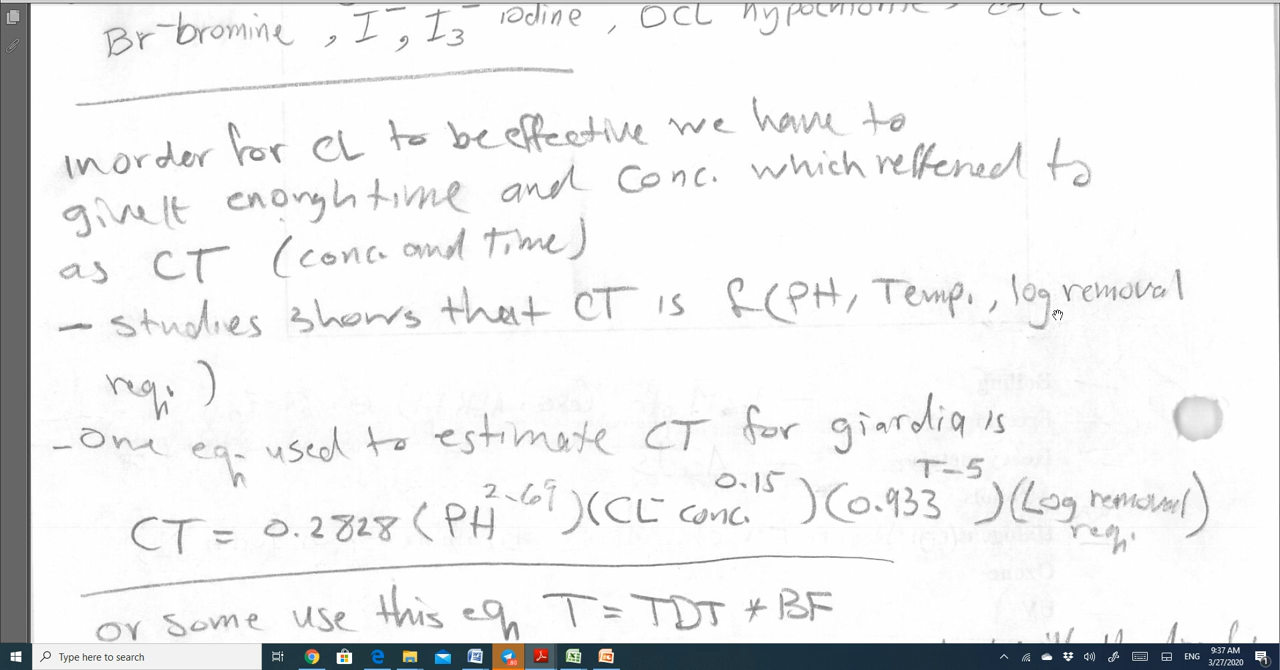 Br-bromine, I⁻, I₃⁻ iodine, OCL hypochlorite
inorder for CL to be effective we have to
give It enough time and conc. which reffered to
as CT (conc. and Time)
- studies shows that CT is f(PH, Temp., log removal
req.)
- One eq. used to estimate CT for giardia is
CT = 0.2828 (PH^2.69)(CL⁻ conc.^0.15)(0.933^T-5)(Log removal
req.)
or some use this eq T = TDT * BF
Boiling
Ozone
Type here to search
ENG
9:37 AM
3/27/2020